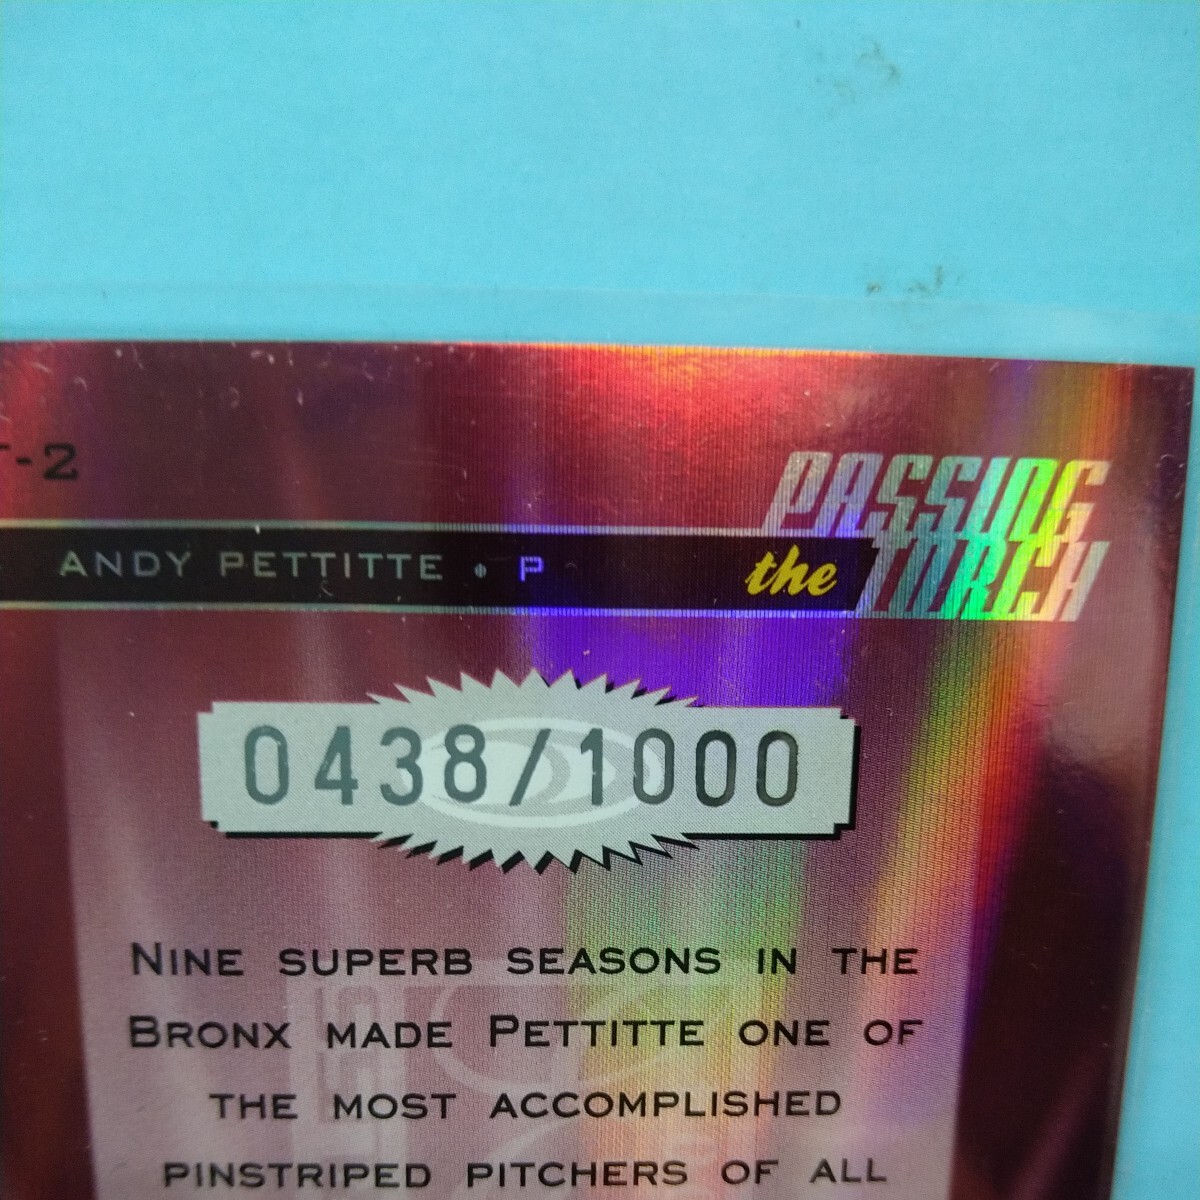 -2
PASSING
ANDY PETTITTE • P
the TORCH
0438/1000
NINE SUPERB SEASONS IN THE
BRONX MADE PETTITTE ONE OF
THE MOST ACCOMPLISHED
PINSTRIPED PITCHERS OF ALL